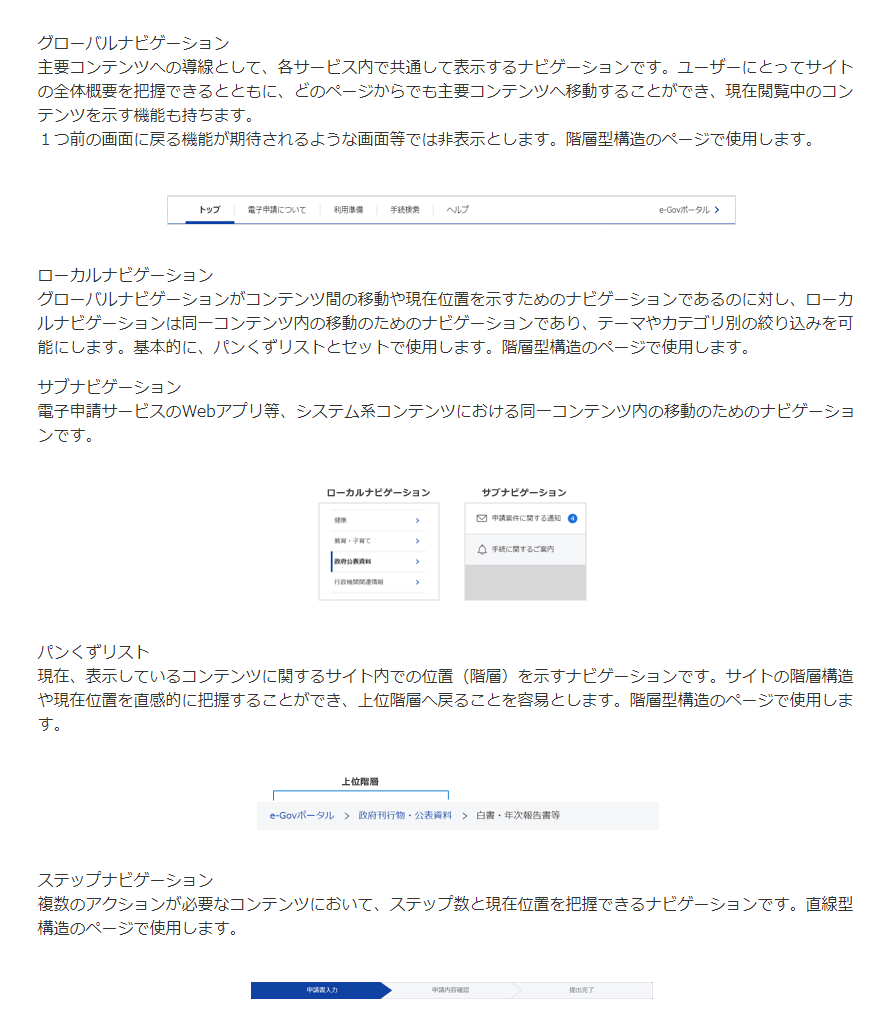 グローバルナビゲーション
主要コンテンツへの導線として、各サービス内で共通して表示するナビゲーションです。ユーザーにとってサイト
の全体概要を把握できるとともに、どのページからでも主要コンテンツへ移動することができ、現在閲覧中のコン
テンツを示す機能も持ちます。
１つ前の画面に戻る機能が期待されるような画面等では非表示とします。階層型構造のページで使用します。
トップ 電子申請について 利用準備 手続検索 ヘルプ e-Govポータル
ローカルナビゲーション
グローバルナビゲーションがコンテンツ間の移動や現在位置を示すためのナビゲーションであるのに対し、ローカ
ルナビゲーションは同一コンテンツ内の移動のためのナビゲーションであり、テーマやカテゴリ別の絞り込みを可
能にします。基本的に、パンくずリストとセットで使用します。階層型構造のページで使用します。
サブナビゲーション
電子申請サービスのWebアプリ等、システム系コンテンツにおける同一コンテンツ内の移動のためのナビゲーショ
ンです。
ローカルナビゲーション
健康
教育・子育て
政府公表資料
行政機関関連情報
サブナビゲーション
申請案件に関する通知 4
手続に関するご案内
パンくずリスト
現在、表示しているコンテンツに関するサイト内での位置（階層）を示すナビゲーションです。サイトの階層構造
や現在位置を直感的に把握することができ、上位階層へ戻ることを容易とします。階層型構造のページで使用しま
す。
上位階層
e-Govポータル > 政府刊行物・公表資料 > 白書・年次報告書等
ステップナビゲーション
複数のアクションが必要なコンテンツにおいて、ステップ数と現在位置を把握できるナビゲーションです。直線型
構造のページで使用します。
申請書入力 申請内容確認 提出完了